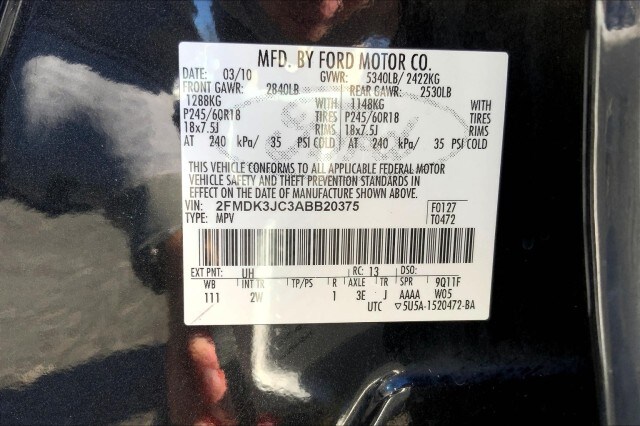 MFD. BY FORD MOTOR CO.
DATE: 03/10 GVWR: 5340LB/ 2422KG
FRONT GAWR: 2840LB REAR GAWR: 2530LB
1288KG WITH 1148KG WITH
P245/60R18 TIRES P245/60R18 TIRES
18x7.5J RIMS 18x7.5J RIMS
AT 240 kPa/ 35 PSI COLD AT 240 kPa/ 35 PSI COLD
THIS VEHICLE CONFORMS TO ALL APPLICABLE FEDERAL MOTOR
VEHICLE SAFETY AND THEFT PREVENTION STANDARDS IN
EFFECT ON THE DATE OF MANUFACTURE SHOWN ABOVE.
VIN: 2FMDK3JC3ABB20375 F0127
TYPE: MPV T0472
EXT PNT: UH RC: 13 DSO:
WB INT TR TP/PS R AXLE TR SPR 9Q11F
111 2W 1 3E J AAAA W05
UTC ▽5U5A-1520472-BA